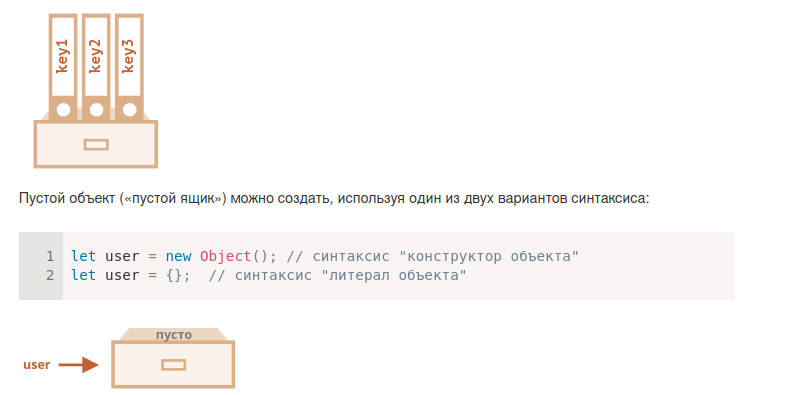 key1 key2 key3
Пустой объект («пустой ящик») можно создать, используя один из двух вариантов синтаксиса:
1 let user = new Object(); // синтаксис "конструктор объекта"
2 let user = {};  // синтаксис "литерал объекта"
пусто
user